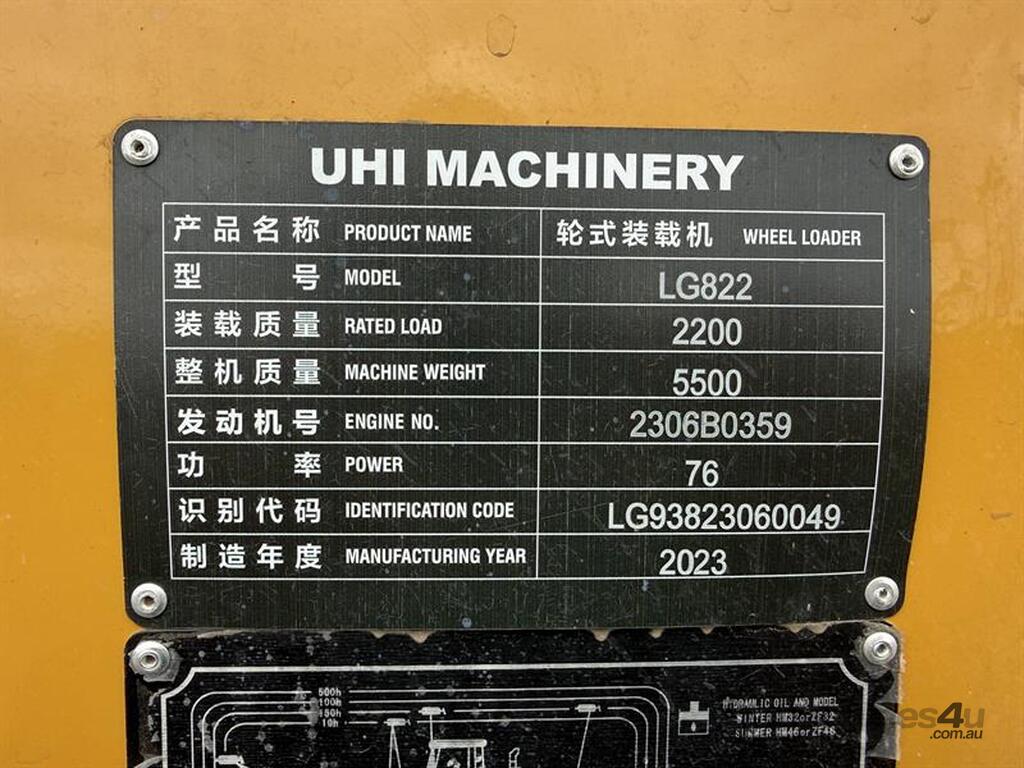 UHI MACHINERY
产品名称 PRODUCT NAME 轮式装载机 WHEEL LOADER
型号 MODEL LG822
装载质量 RATED LOAD 2200
整机质量 MACHINE WEIGHT 5500
发动机号 ENGINE NO. 2306B0359
功率 POWER 76
识别代码 IDENTIFICATION CODE LG93823060049
制造年度 MANUFACTURING YEAR 2023
500h
100h
150h
10h
HYDRAULIC OIL AND MODEL
WINTER HM32orZF32
SUMMER HM46orZF46
es4u
.com.au